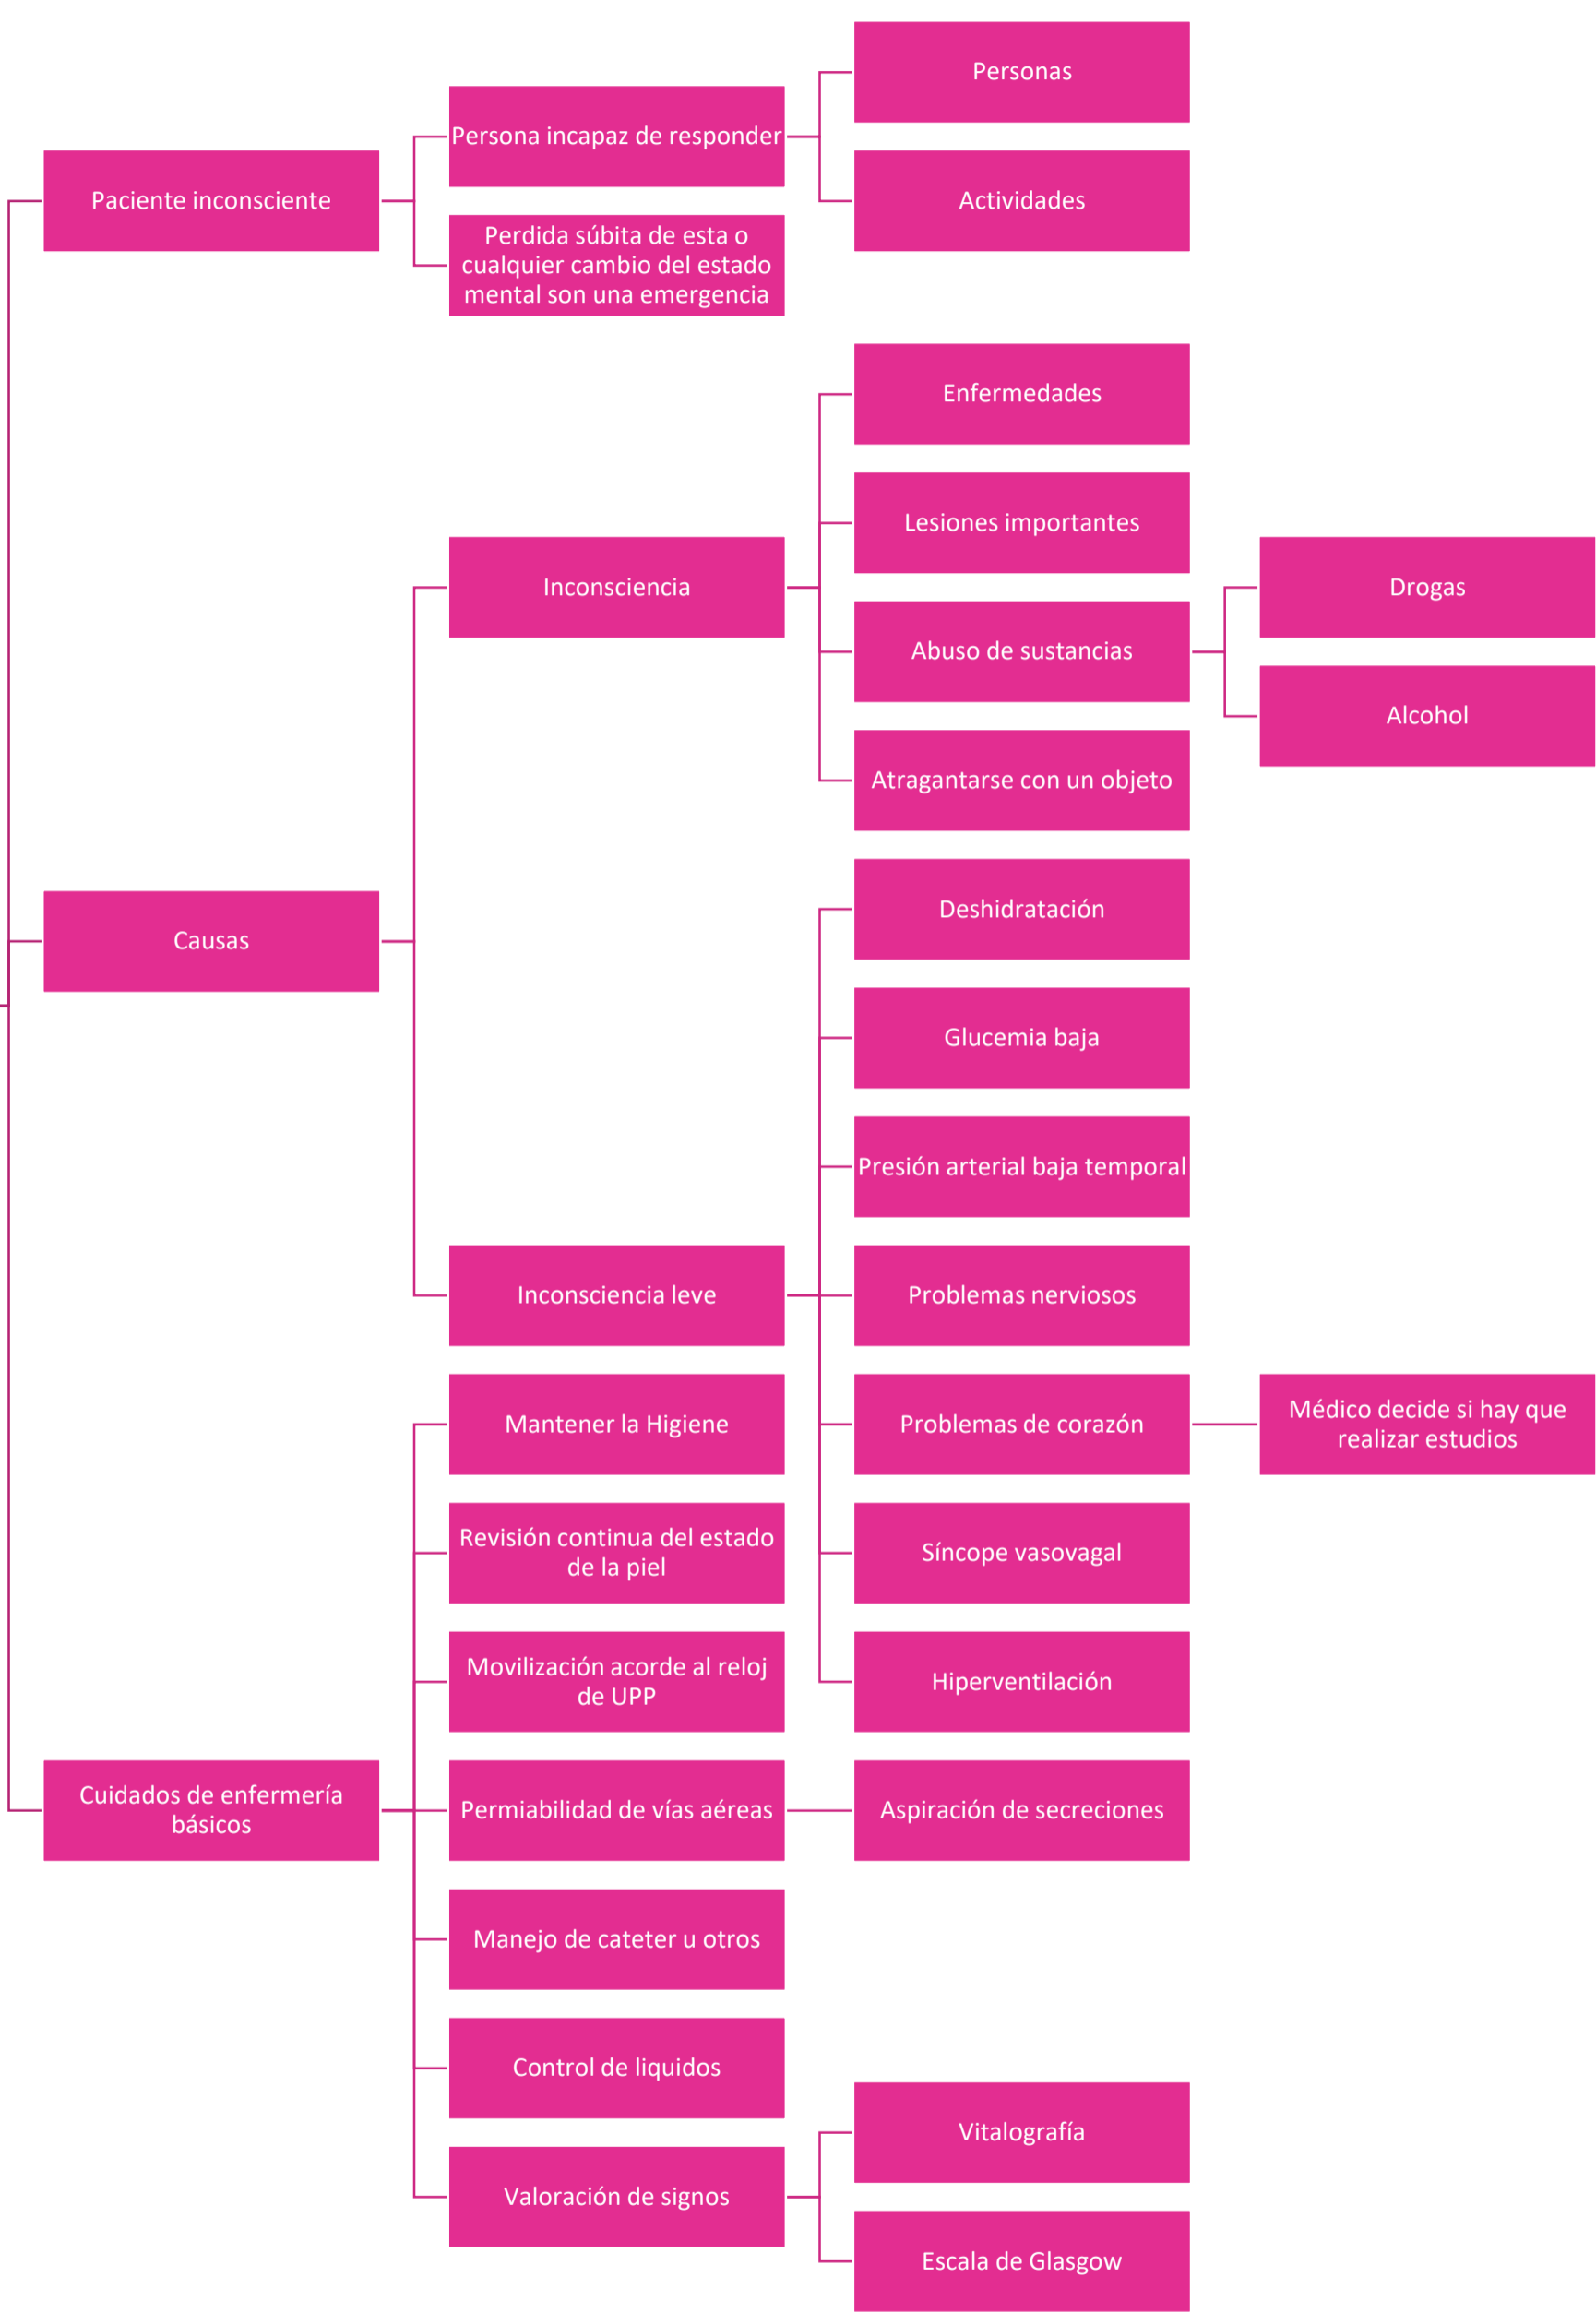 Paciente inconsciente
Persona incapaz de responder
Personas
Actividades
Perdida súbita de esta o
cualquier cambio del estado
mental son una emergencia
Causas
Inconsciencia
Enfermedades
Lesiones importantes
Abuso de sustancias
Drogas
Alcohol
Atragantarse con un objeto
Inconsciencia leve
Deshidratación
Glucemia baja
Presión arterial baja temporal
Problemas nerviosos
Problemas de corazón
Médico decide si hay que
realizar estudios
Síncope vasovagal
Hiperventilación
Cuidados de enfermería
básicos
Mantener la Higiene
Revisión continua del estado
de la piel
Movilización acorde al reloj
de UPP
Permiabilidad de vías aéreas
Aspiración de secreciones
Manejo de cateter u otros
Control de liquidos
Valoración de signos
Vitalografía
Escala de Glasgow